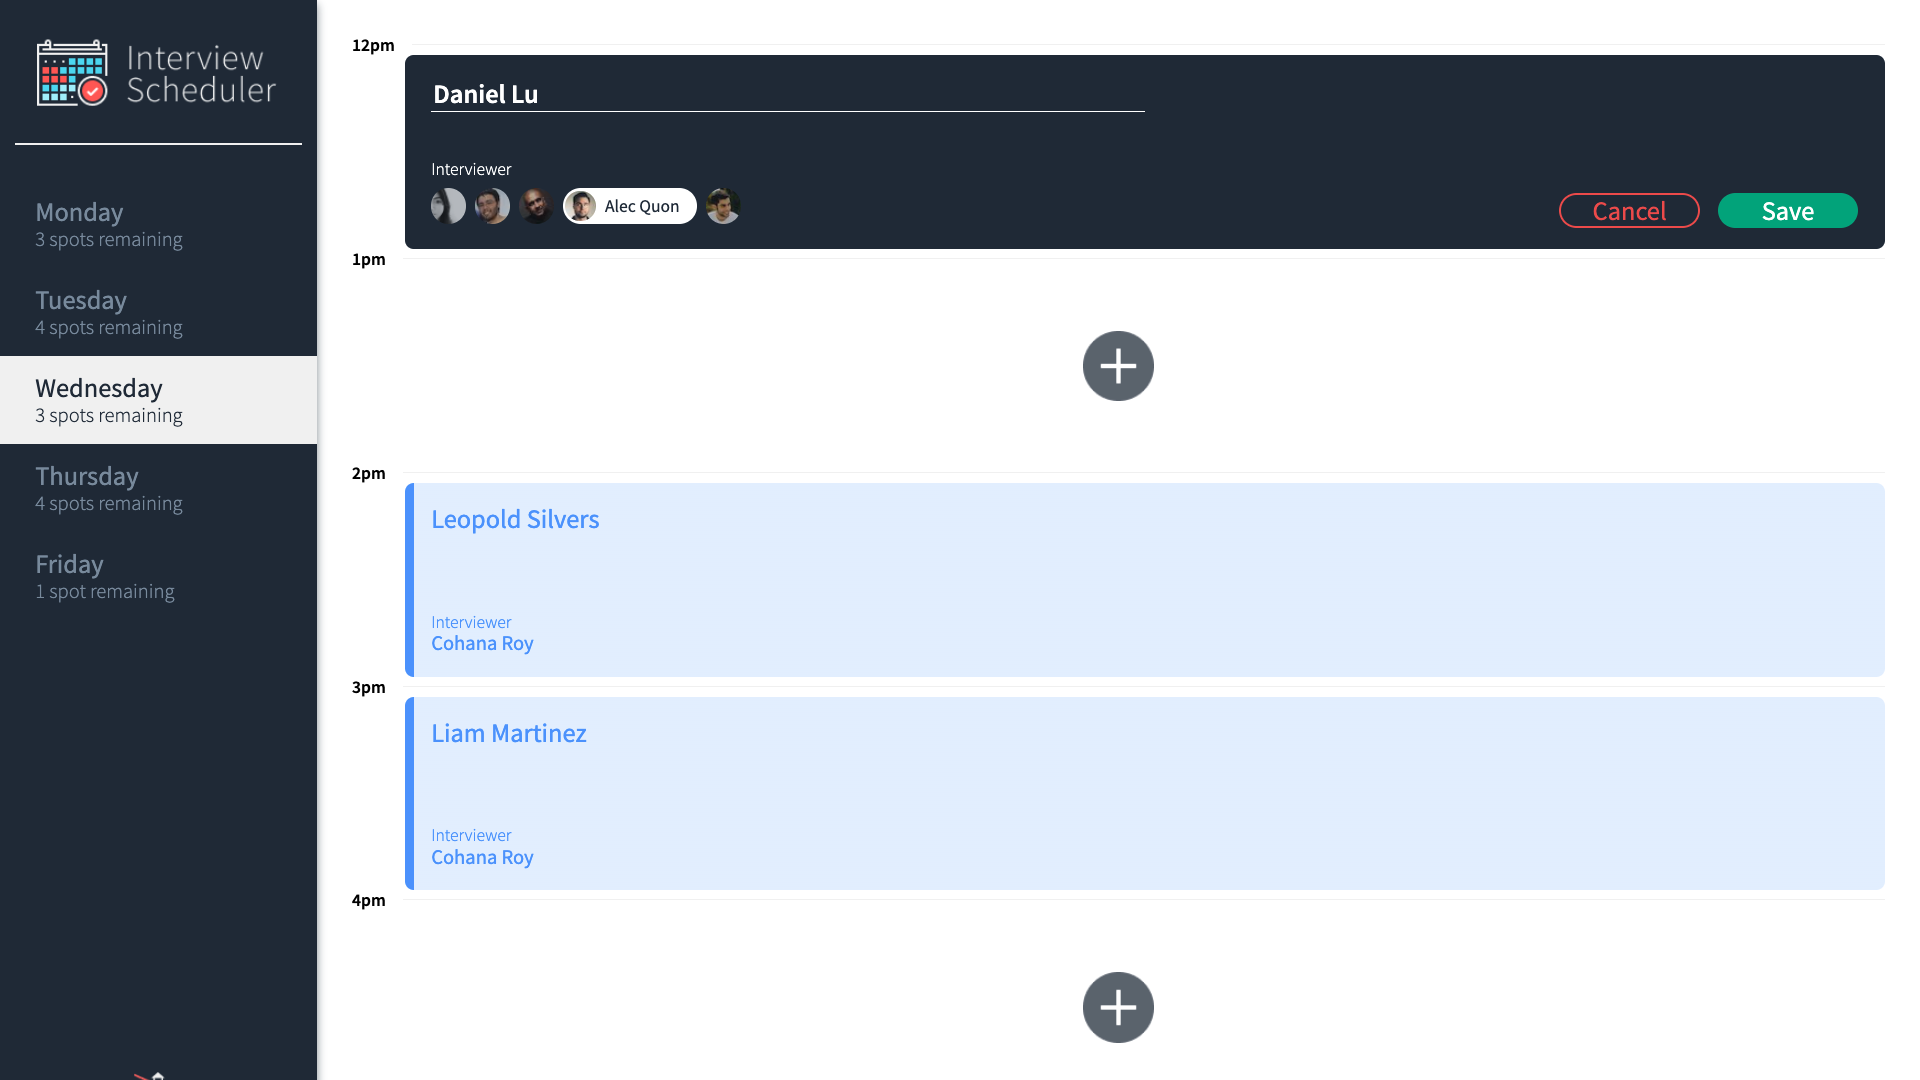 Interview
Scheduler
Monday
3 spots remaining
Tuesday
4 spots remaining
Wednesday
3 spots remaining
Thursday
4 spots remaining
Friday
1 spot remaining
12pm
Daniel Lu
Interviewer
Alec Quon
Cancel
Save
1pm
2pm
Leopold Silvers
Interviewer
Cohana Roy
3pm
Liam Martinez
Interviewer
Cohana Roy
4pm